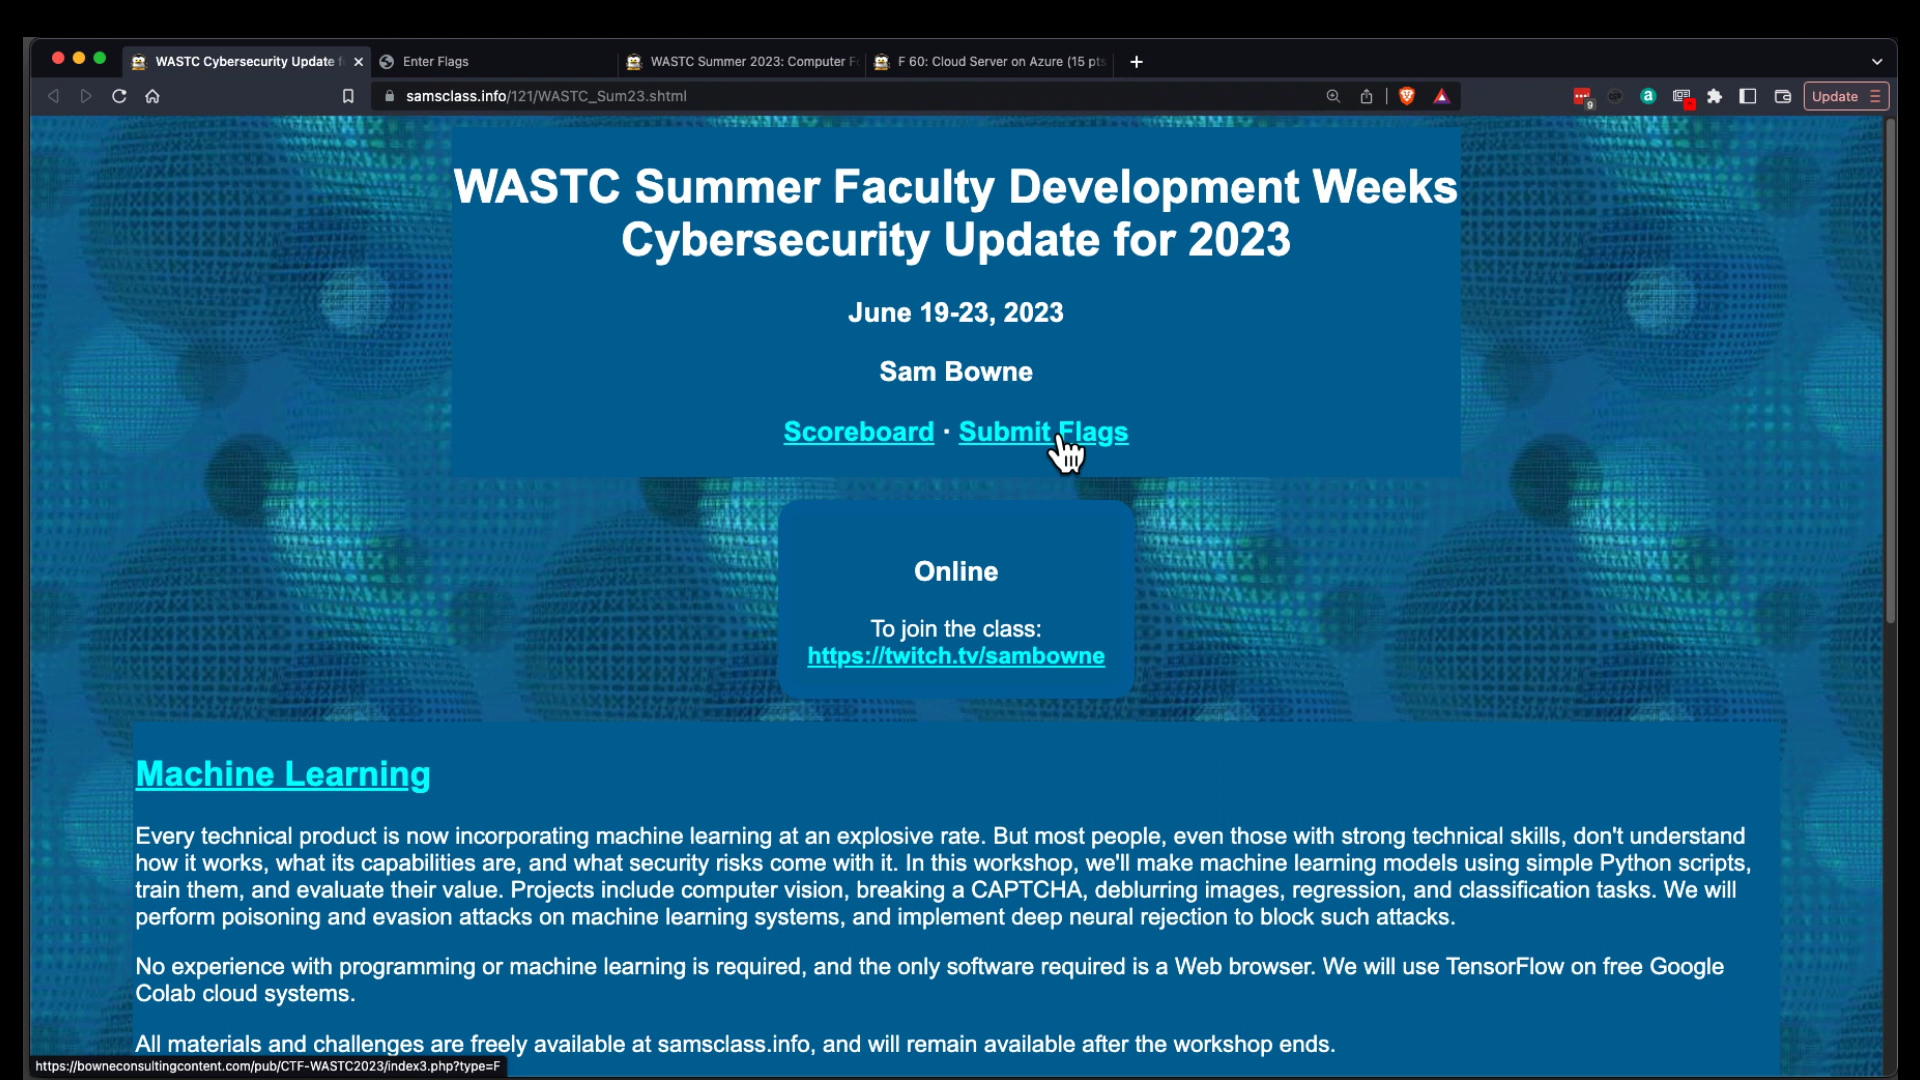 WASTC Cybersecurity Update f
Enter Flags
WASTC Summer 2023: Computer Fo
F 60: Cloud Server on Azure (15 pts
samsclass.info/121/WASTC_Sum23.shtml
9
a
Update
WASTC Summer Faculty Development Weeks
Cybersecurity Update for 2023
June 19-23, 2023
Sam Bowne
Scoreboard · Submit Flags
Online
To join the class:
https://twitch.tv/sambowne
Machine Learning
Every technical product is now incorporating machine learning at an explosive rate. But most people, even those with strong technical skills, don't understand
how it works, what its capabilities are, and what security risks come with it. In this workshop, we'll make machine learning models using simple Python scripts,
train them, and evaluate their value. Projects include computer vision, breaking a CAPTCHA, deblurring images, regression, and classification tasks. We will
perform poisoning and evasion attacks on machine learning systems, and implement deep neural rejection to block such attacks.
No experience with programming or machine learning is required, and the only software required is a Web browser. We will use TensorFlow on free Google
Colab cloud systems.
All materials and challenges are freely available at samsclass.info, and will remain available after the workshop ends.
https://bowneconsultingcontent.com/pub/CTF-WASTC2023/index3.php?type=F